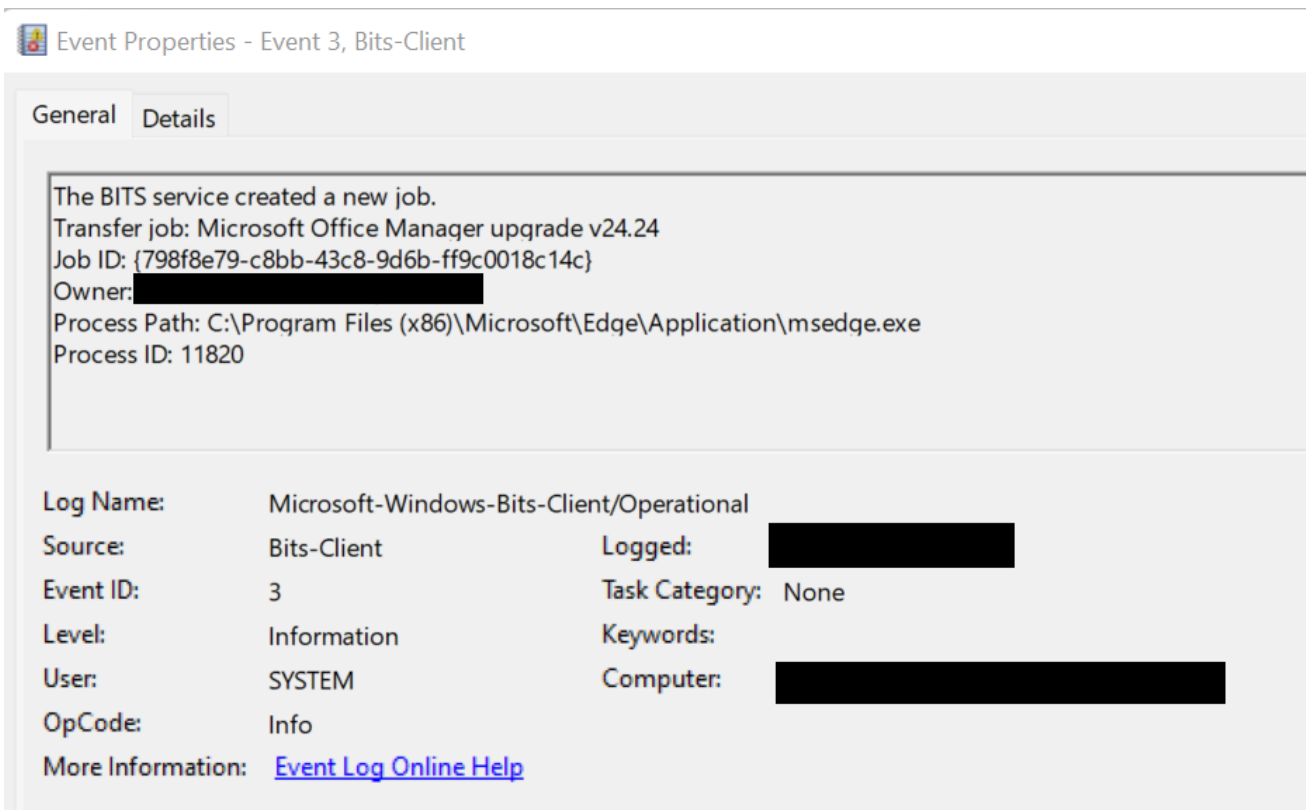 Event Properties - Event 3, Bits-Client
General Details
The BITS service created a new job.
Transfer job: Microsoft Office Manager upgrade v24.24
Job ID: {798f8e79-c8bb-43c8-9d6b-ff9c0018c14c}
Owner:
Process Path: C:\Program Files (x86)\Microsoft\Edge\Application\msedge.exe
Process ID: 11820
Log Name: Microsoft-Windows-Bits-Client/Operational
Source: Bits-Client Logged:
Event ID: 3 Task Category: None
Level: Information Keywords:
User: SYSTEM Computer:
OpCode: Info
More Information: Event Log Online Help